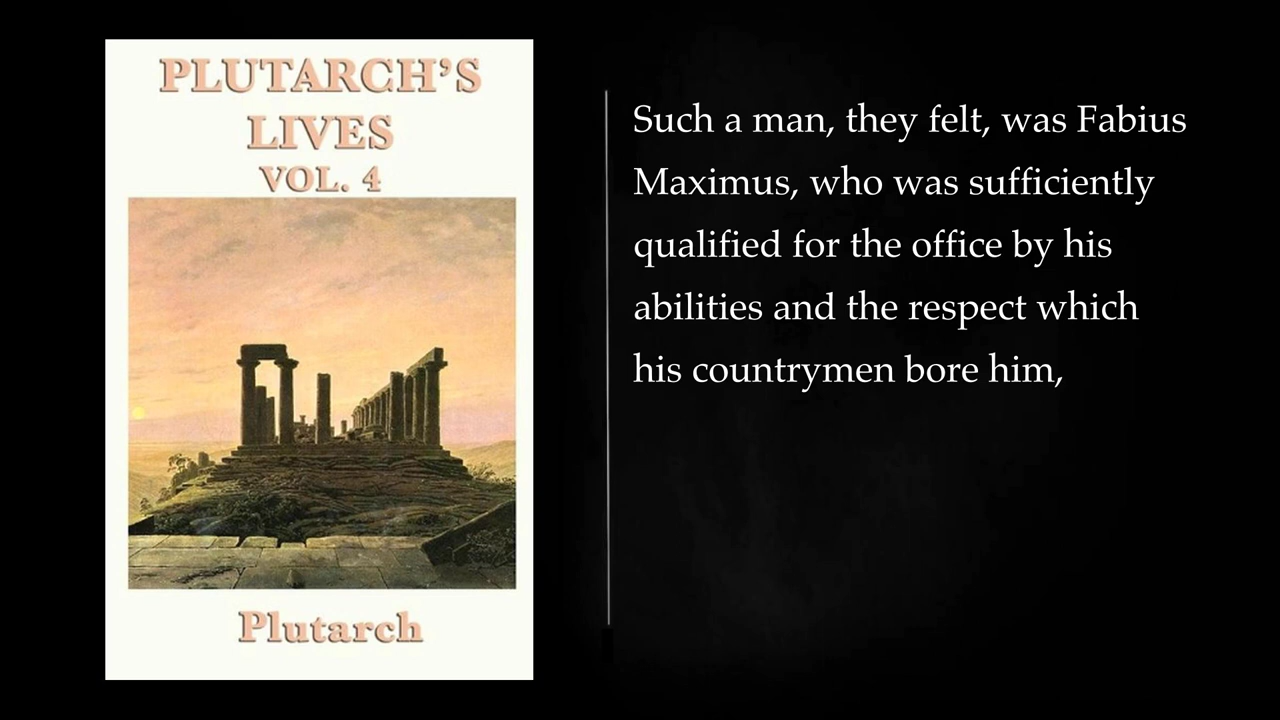 PLUTARCH'S
LIVES
VOL. 4
Plutarch
Such a man, they felt, was Fabius
Maximus, who was sufficiently
qualified for the office by his
abilities and the respect which
his countrymen bore him,